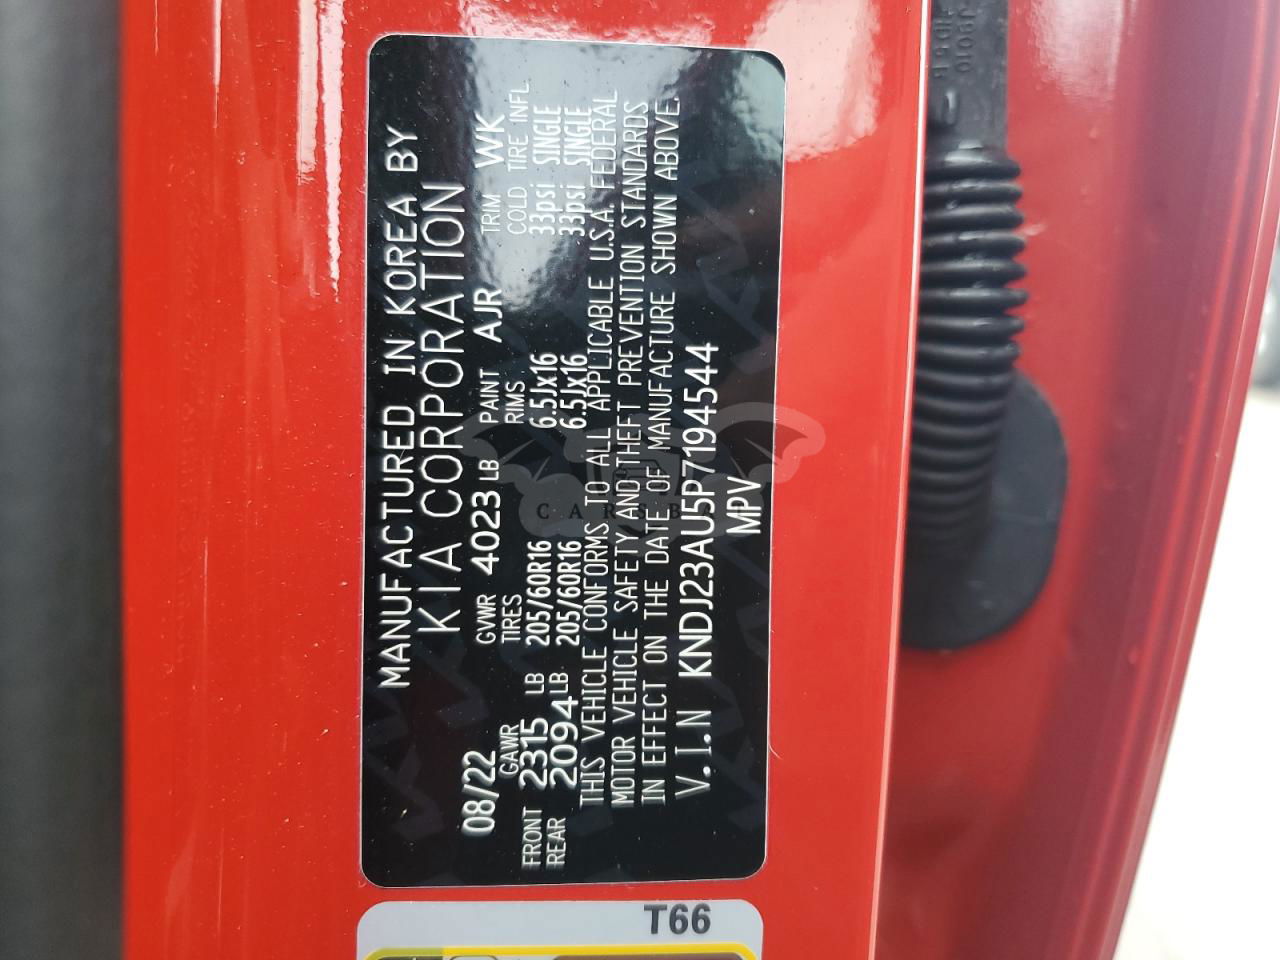 MANUFACTURED IN KOREA BY
KIA CORPORATION
08/22 GVWR 4023 LB PAINT AJR TRIM WK
GAWR TIRES RIMS COLD TIRE INFL.
FRONT 2315 LB 205/60R16 6.5Jx16 33psi SINGLE
REAR 2094 LB 205/60R16 6.5Jx16 33psi SINGLE
THIS VEHICLE CONFORMS TO ALL APPLICABLE U.S.A. FEDERAL
MOTOR VEHICLE SAFETY AND THEFT PREVENTION STANDARDS
IN EFFECT ON THE DATE OF MANUFACTURE SHOWN ABOVE.
V.I.N KNDJ23AU5P7194544
MPV
T66